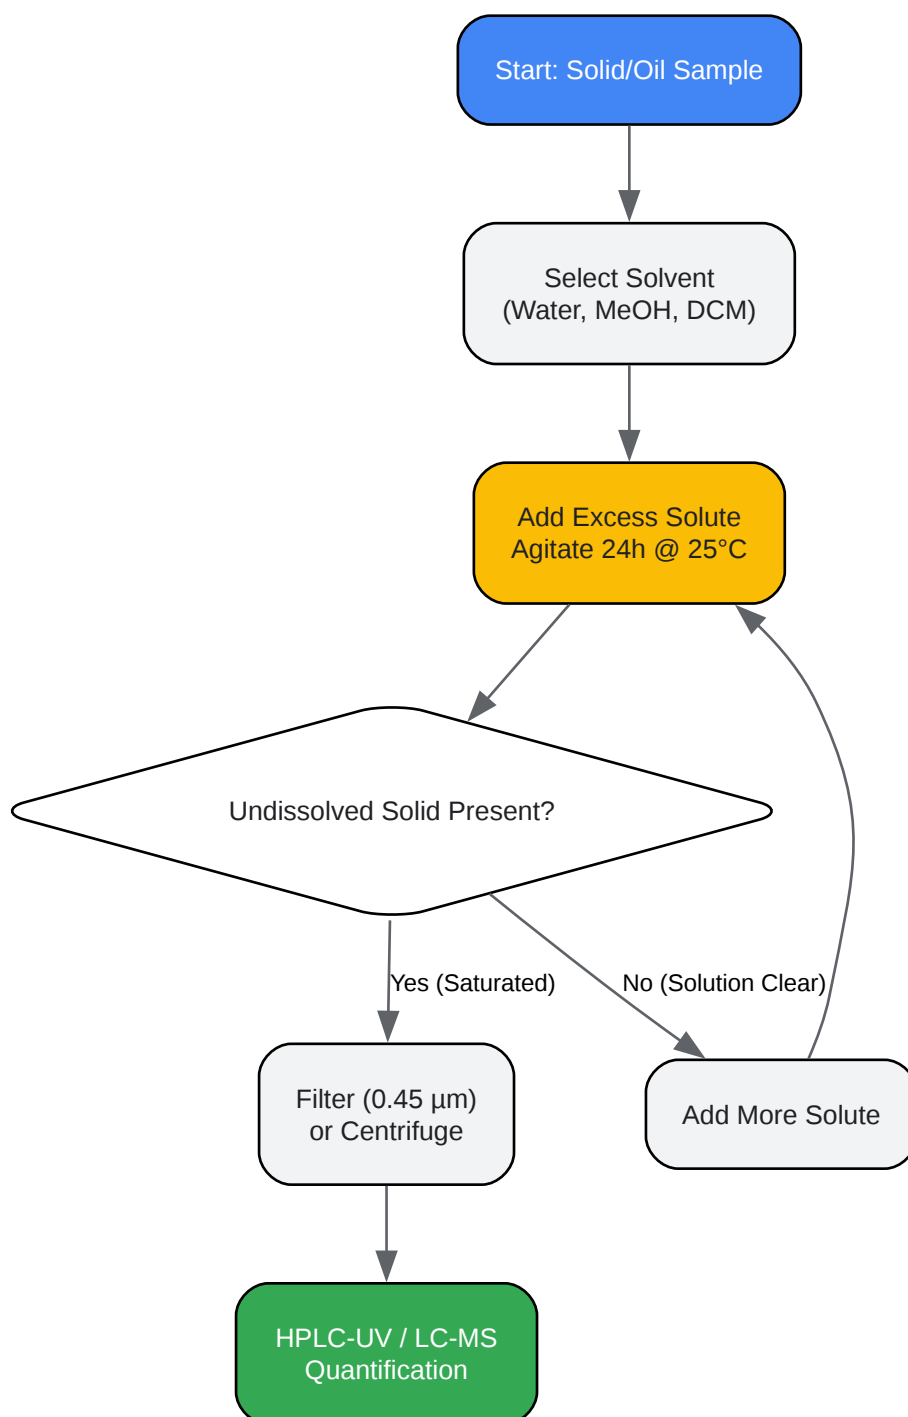 Start: Solid/Oil Sample
Select Solvent
(Water, MeOH, DCM)
Add Excess Solute
Agitate 24h @ 25°C
Undissolved Solid Present?
Yes (Saturated)
No (Solution Clear)
Filter (0.45 µm)
or Centrifuge
Add More Solute
HPLC-UV / LC-MS
Quantification